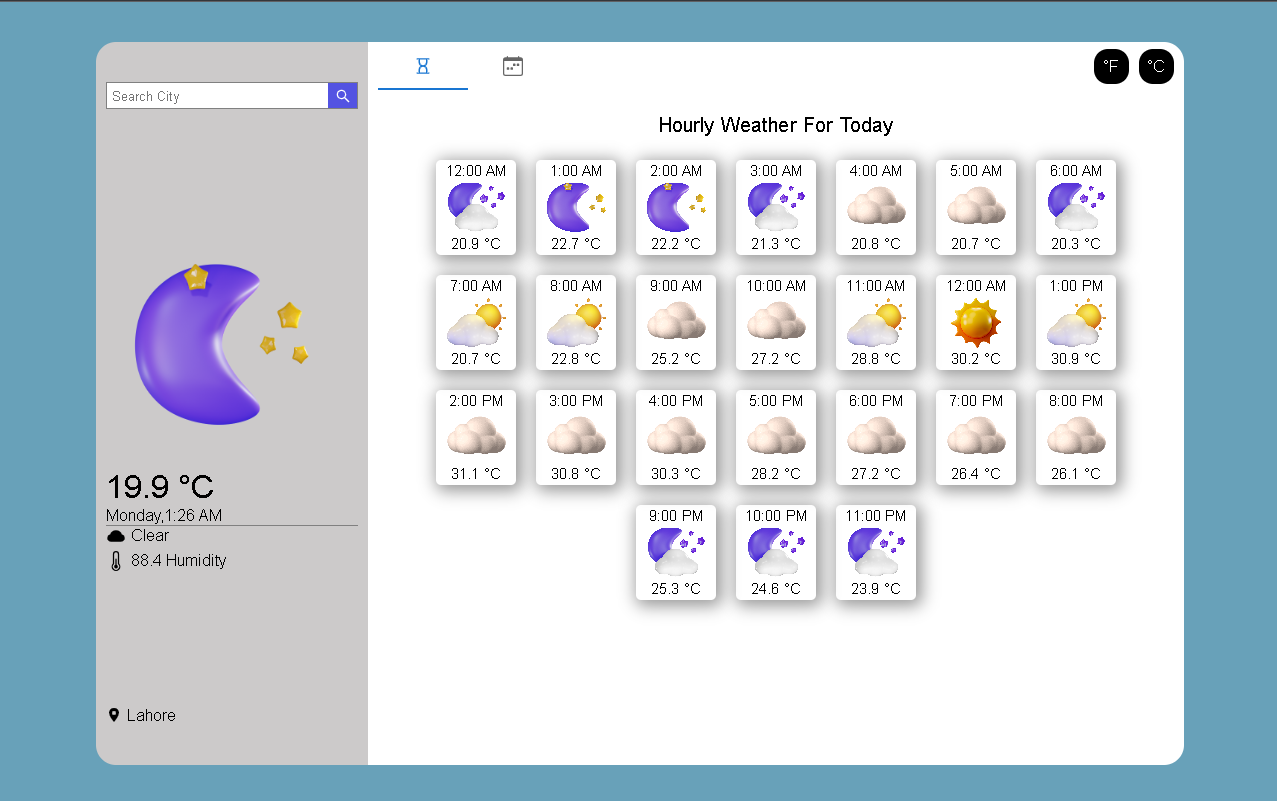 °F °C
Search City
Hourly Weather For Today
12:00 AM 1:00 AM 2:00 AM 3:00 AM 4:00 AM 5:00 AM 6:00 AM
20.9 °C 22.7 °C 22.2 °C 21.3 °C 20.8 °C 20.7 °C 20.3 °C
7:00 AM 8:00 AM 9:00 AM 10:00 AM 11:00 AM 12:00 AM 1:00 PM
20.7 °C 22.8 °C 25.2 °C 27.2 °C 28.8 °C 30.2 °C 30.9 °C
2:00 PM 3:00 PM 4:00 PM 5:00 PM 6:00 PM 7:00 PM 8:00 PM
31.1 °C 30.8 °C 30.3 °C 28.2 °C 27.2 °C 26.4 °C 26.1 °C
9:00 PM 10:00 PM 11:00 PM
25.3 °C 24.6 °C 23.9 °C
19.9 °C
Monday,1:26 AM
Clear
88.4 Humidity
Lahore